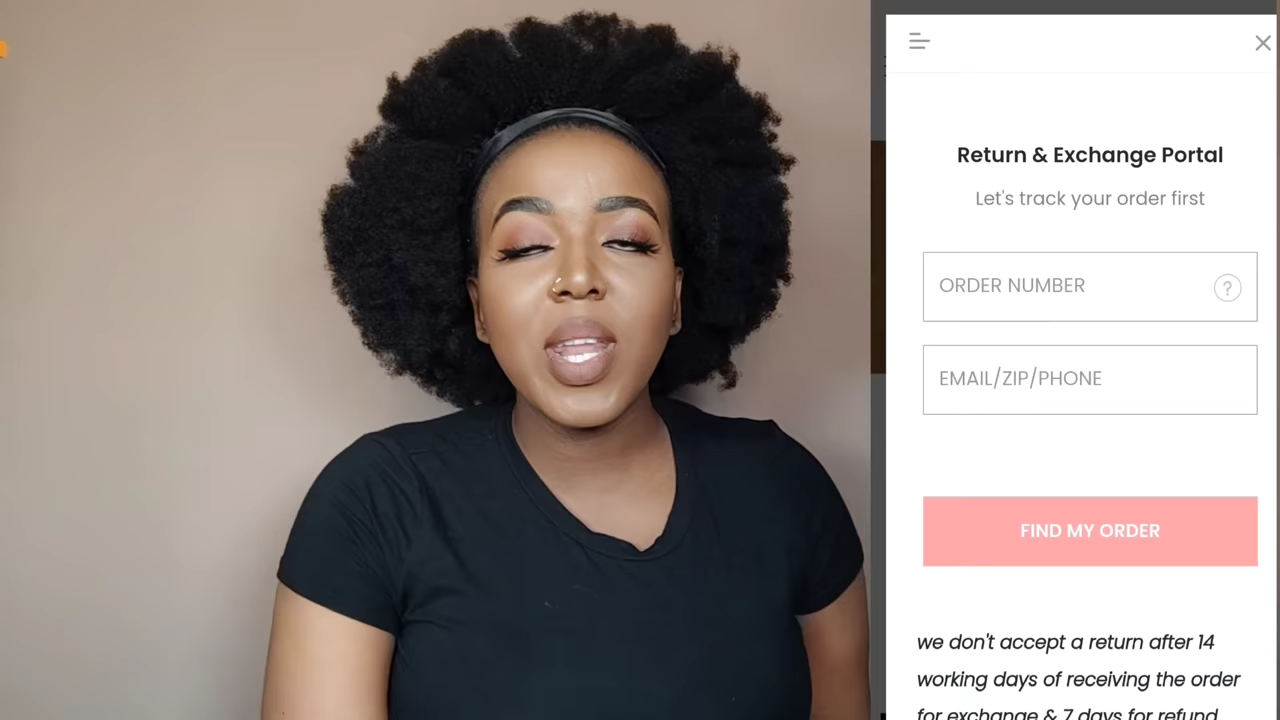 Return & Exchange Portal
Let's track your order first
ORDER NUMBER
?
EMAIL/ZIP/PHONE
FIND MY ORDER
we don't accept a return after 14
working days of receiving the order
for exchange & 7 days for refund